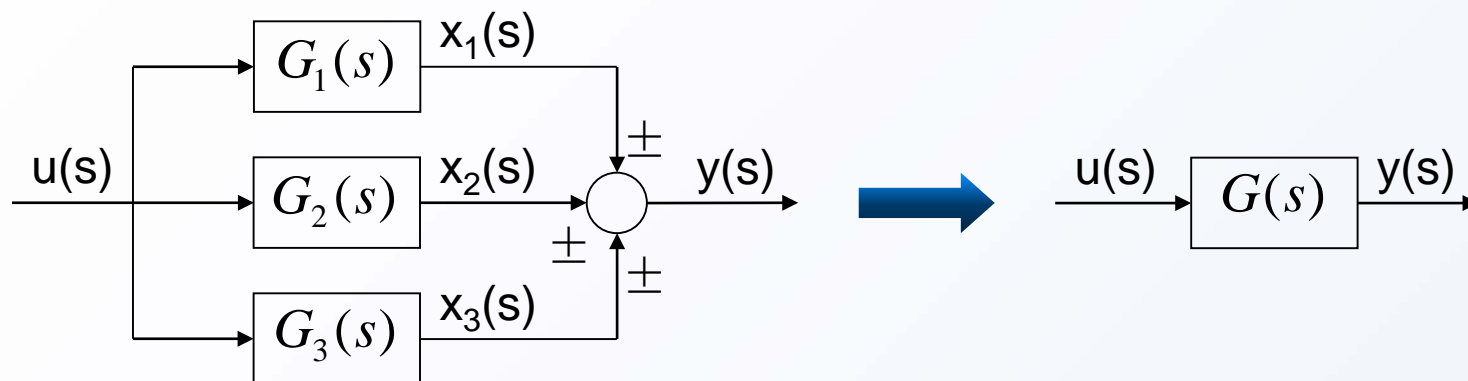 G₁(s) x₁(s)
±
u(s) G₂(s) x₂(s) y(s) u(s) G(s) y(s)
± ±
G₃(s) x₃(s)